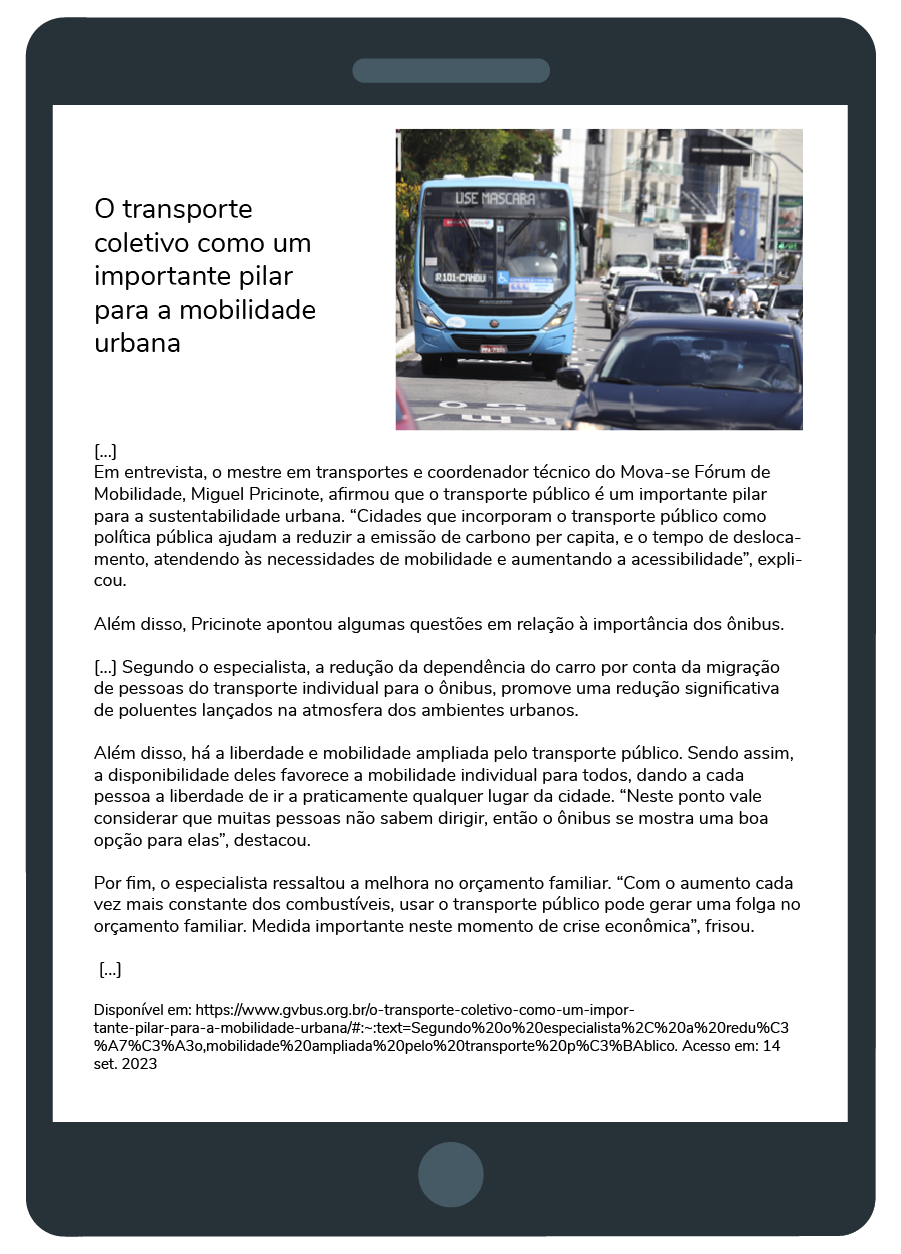 O transporte
coletivo como um
importante pilar
para a mobilidade
urbana
USE MASCARA
[...]
Em entrevista, o mestre em transportes e coordenador técnico do Mova-se Fórum de
Mobilidade, Miguel Pricinote, afirmou que o transporte público é um importante pilar
para a sustentabilidade urbana. “Cidades que incorporam o transporte público como
política pública ajudam a reduzir a emissão de carbono per capita, e o tempo de desloca-
mento, atendendo às necessidades de mobilidade e aumentando a acessibilidade”, expli-
cou.
Além disso, Pricinote apontou algumas questões em relação à importância dos ônibus.
[...] Segundo o especialista, a redução da dependência do carro por conta da migração
de pessoas do transporte individual para o ônibus, promove uma redução significativa
de poluentes lançados na atmosfera dos ambientes urbanos.
Além disso, há a liberdade e mobilidade ampliada pelo transporte público. Sendo assim,
a disponibilidade deles favorece a mobilidade individual para todos, dando a cada
pessoa a liberdade de ir a praticamente qualquer lugar da cidade. “Neste ponto vale
considerar que muitas pessoas não sabem dirigir, então o ônibus se mostra uma boa
opção para elas”, destacou.
Por fim, o especialista ressaltou a melhora no orçamento familiar. “Com o aumento cada
vez mais constante dos combustíveis, usar o transporte público pode gerar uma folga no
orçamento familiar. Medida importante neste momento de crise econômica”, frisou.
[...]
Disponível em: https://www.gvbus.org.br/o-transporte-coletivo-como-um-impor-
tante-pilar-para-a-mobilidade-urbana/#:~:text=Segundo%20o%20especialista%2C%20a%20redu%C3
%A7%C3%A3o,mobilidade%20ampliada%20pelo%20transporte%20p%C3%BAblico. Acesso em: 14
set. 2023